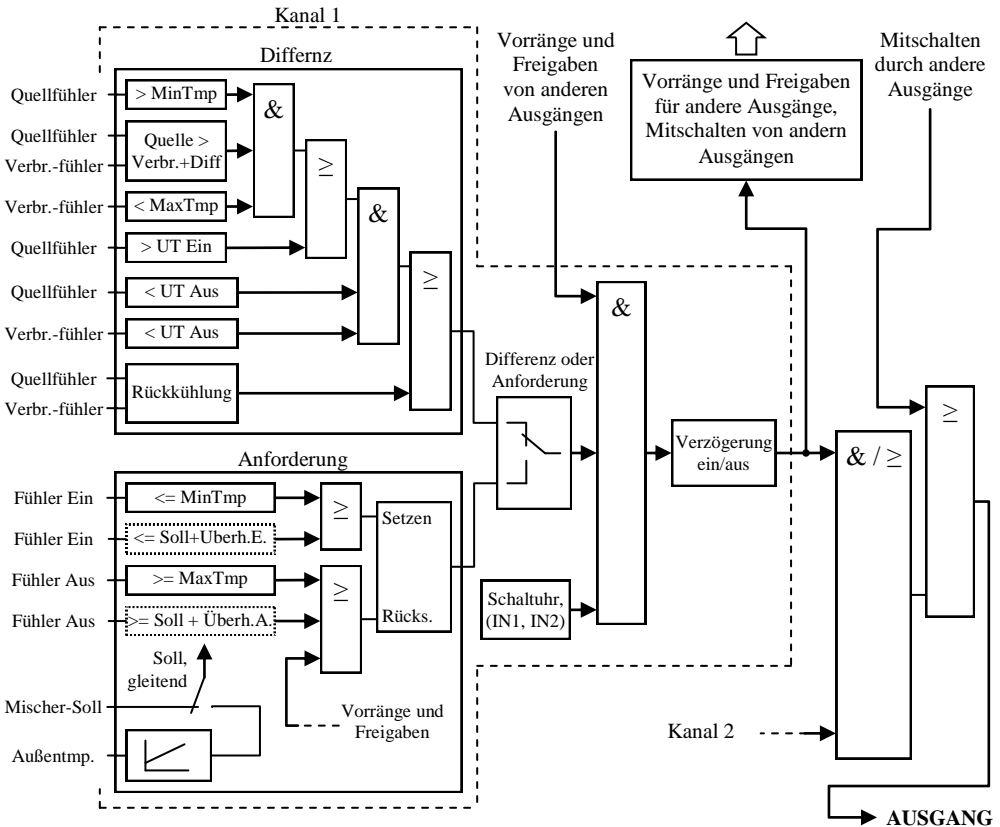 Kanal 1
Differnz
Quellfühler
> MinTmp
&
Quellfühler
Verbr.-fühler
Quelle >
Verbr.+Diff
≥
Verbr.-fühler
< MaxTmp
&
Quellfühler
> UT Ein
≥
Quellfühler
< UT Aus
Verbr.-fühler
< UT Aus
Quellfühler
Verbr.-fühler
Rückkühlung
Vorränge und
Freigaben
von anderen
Ausgängen
Vorränge und Freigaben
für andere Ausgänge,
Mitschalten von andern
Ausgängen
Mitschalten
durch andere
Ausgänge
Differenz oder
Anforderung
&
Verzögerung
ein/aus
& / ≥
≥
Schaltuhr,
(IN1, IN2)
Anforderung
Fühler Ein
<= MinTmp
≥
Setzen
Fühler Ein
<= Soll+Uberh.E.
Fühler Aus
>= MaxTmp
≥
Fühler Aus
>= Soll + Überh.A.
Rücks.
Soll,
gleitend
Mischer-Soll
Vorränge und
Freigaben
Außentmp.
Kanal 2
AUSGANG